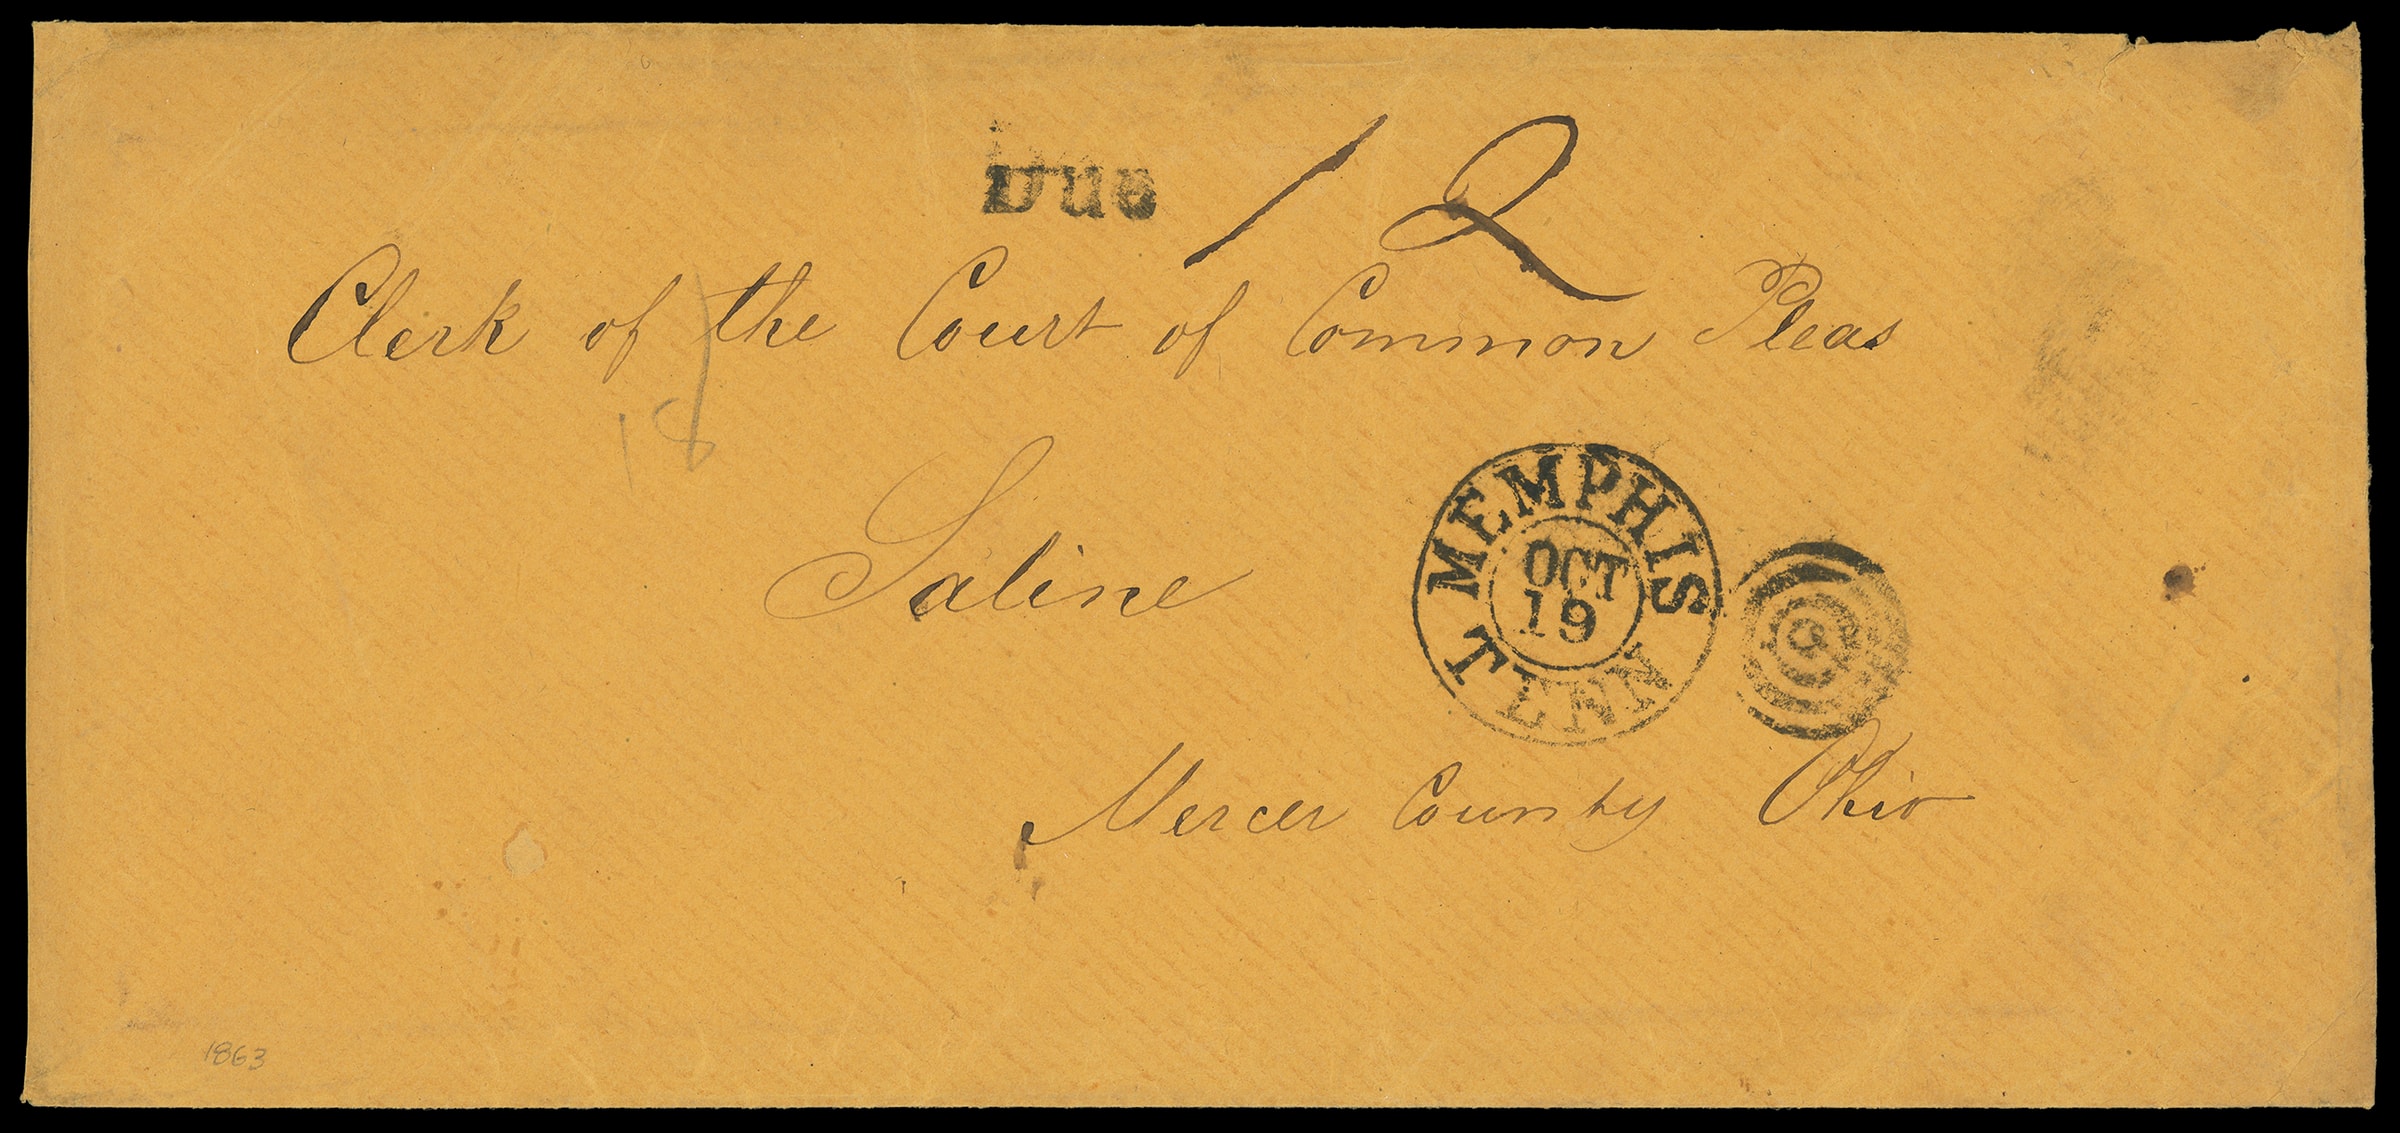 Due 12
Clerk of the Court of Common Pleas
18
Saline
MEMPHIS
OCT
19
TENN
Mercer County Ohio
1863